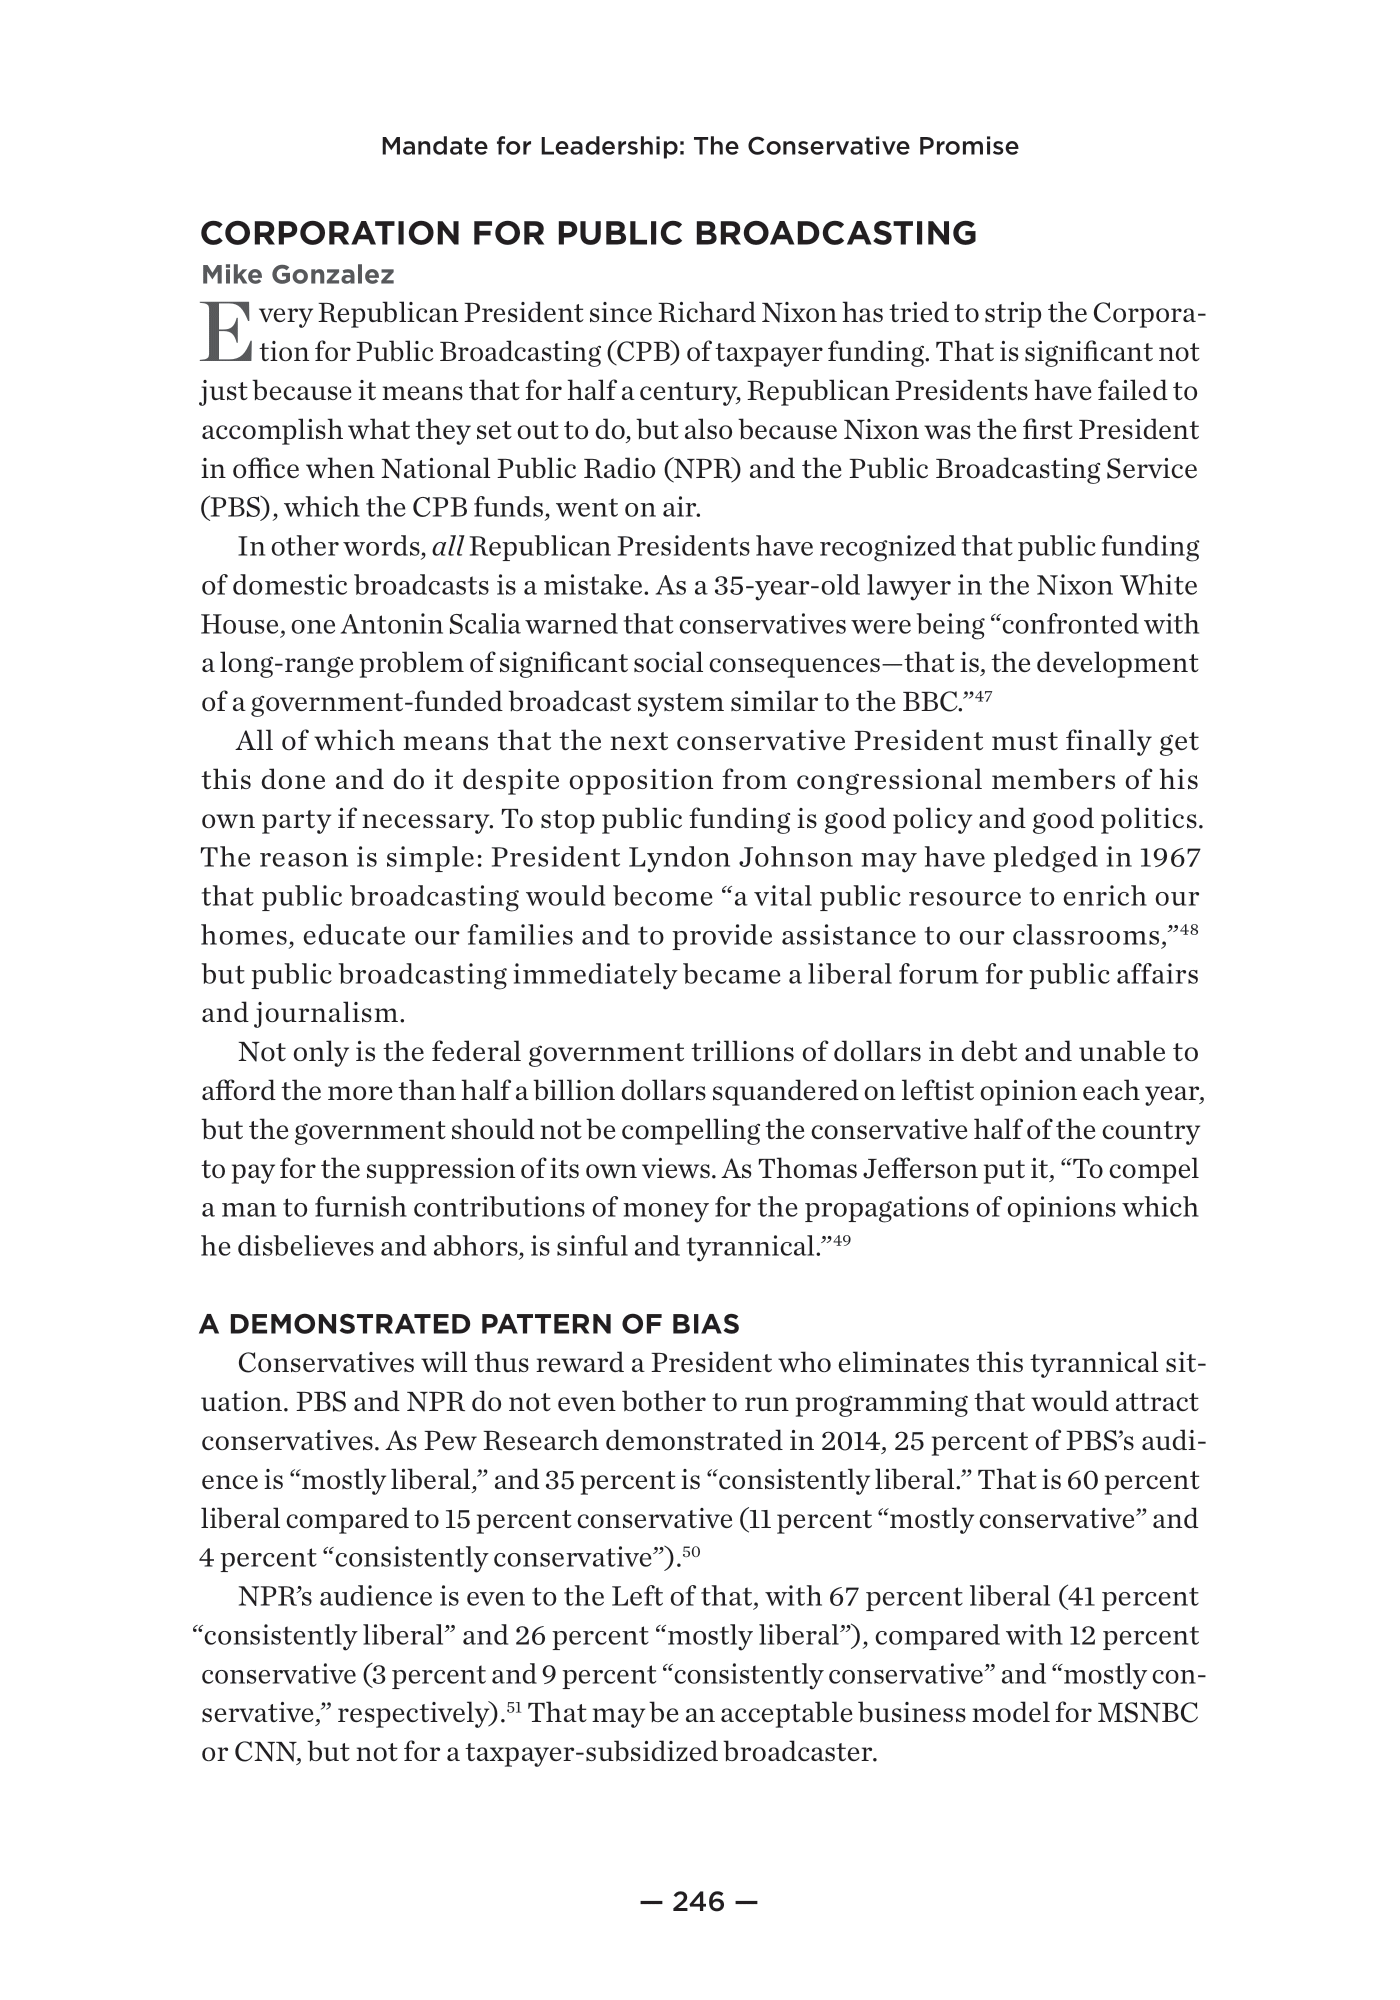 Mandate for Leadership: The Conservative Promise
CORPORATION FOR PUBLIC BROADCASTING
Mike Gonzalez
Every Republican President since Richard Nixon has tried to strip the Corpora-
tion for Public Broadcasting (CPB) of taxpayer funding. That is significant not
just because it means that for half a century, Republican Presidents have failed to
accomplish what they set out to do, but also because Nixon was the first President
in office when National Public Radio (NPR) and the Public Broadcasting Service
(PBS), which the CPB funds, went on air.
In other words, all Republican Presidents have recognized that public funding
of domestic broadcasts is a mistake. As a 35-year-old lawyer in the Nixon White
House, one Antonin Scalia warned that conservatives were being “confronted with
a long-range problem of significant social consequences—that is, the development
of a government-funded broadcast system similar to the BBC.”47
All of which means that the next conservative President must finally get
this done and do it despite opposition from congressional members of his
own party if necessary. To stop public funding is good policy and good politics.
The reason is simple: President Lyndon Johnson may have pledged in 1967
that public broadcasting would become “a vital public resource to enrich our
homes, educate our families and to provide assistance to our classrooms,”48
but public broadcasting immediately became a liberal forum for public affairs
and journalism.
Not only is the federal government trillions of dollars in debt and unable to
afford the more than half a billion dollars squandered on leftist opinion each year,
but the government should not be compelling the conservative half of the country
to pay for the suppression of its own views. As Thomas Jefferson put it, “To compel
a man to furnish contributions of money for the propagations of opinions which
he disbelieves and abhors, is sinful and tyrannical.”49
A DEMONSTRATED PATTERN OF BIAS
Conservatives will thus reward a President who eliminates this tyrannical sit-
uation. PBS and NPR do not even bother to run programming that would attract
conservatives. As Pew Research demonstrated in 2014, 25 percent of PBS’s audi-
ence is “mostly liberal,” and 35 percent is “consistently liberal.” That is 60 percent
liberal compared to 15 percent conservative (11 percent “mostly conservative” and
4 percent “consistently conservative”).50
NPR’s audience is even to the Left of that, with 67 percent liberal (41 percent
“consistently liberal” and 26 percent “mostly liberal”), compared with 12 percent
conservative (3 percent and 9 percent “consistently conservative” and “mostly con-
servative,” respectively).51 That may be an acceptable business model for MSNBC
or CNN, but not for a taxpayer-subsidized broadcaster.
— 246 —